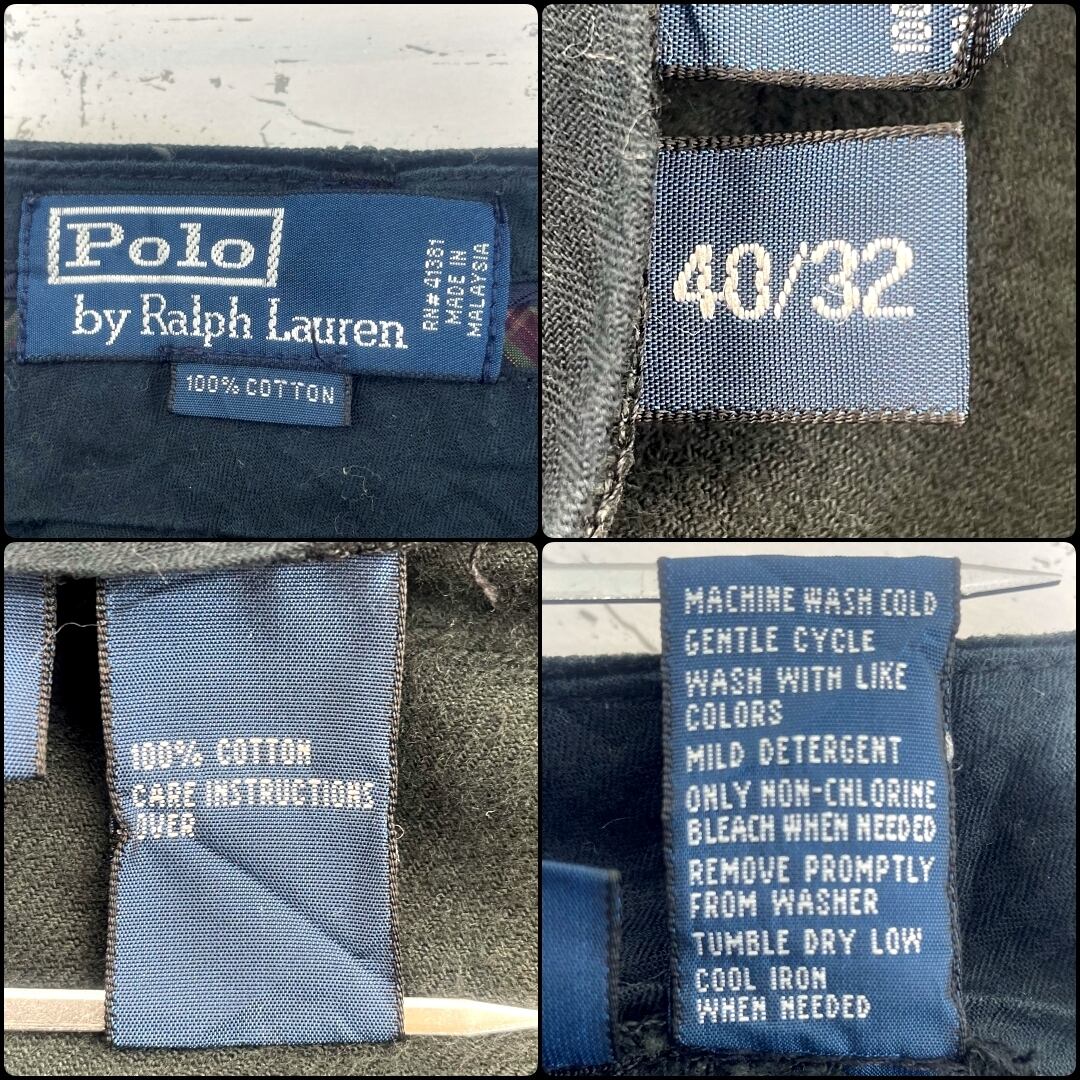 Polo
by Ralph Lauren
RN# 41381
MADE IN
MALAYSIA
100% COTTON
40/32
100% COTTON
CARE INSTRUCTIONS
OVER
MACHINE WASH COLD
GENTLE CYCLE
WASH WITH LIKE
COLORS
MILD DETERGENT
ONLY NON-CHLORINE
BLEACH WHEN NEEDED
REMOVE PROMPTLY
FROM WASHER
TUMBLE DRY LOW
COOL IRON
WHEN NEEDED